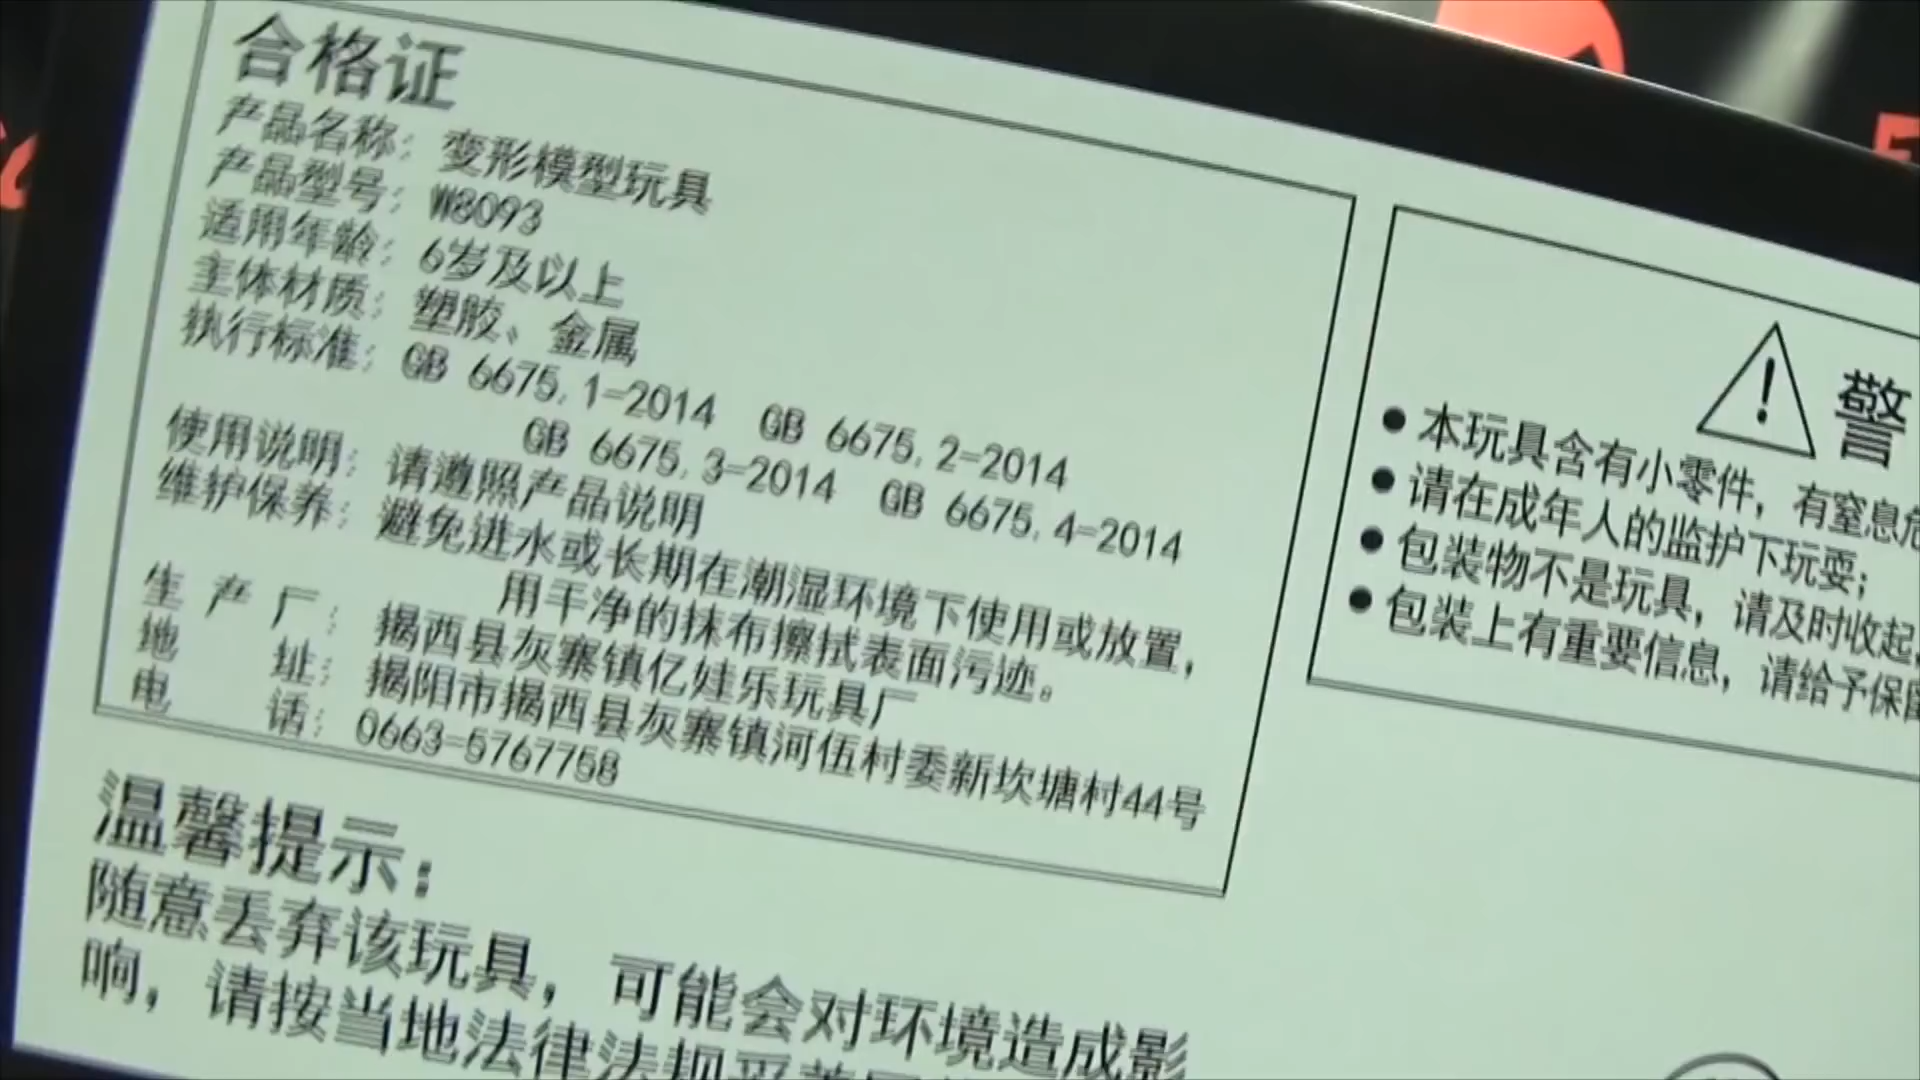 合格证
产品名称：变形模型玩具
产品型号：W8093
适用年龄：6岁及以上
主体材质：塑胶、金属
执行标准：GB 6675.1-2014 GB 6675.2-2014
GB 6675.3-2014 GB 6675.4-2014
使用说明：请遵照产品说明
维护保养：避免进水或长期在潮湿环境下使用或放置，
用干净的抹布擦拭表面污迹。
生产厂：揭西县灰寨镇亿娃乐玩具厂
地址：揭阳市揭西县灰寨镇河伍村委新坎塘村44号
电话：0663-5767758
温馨提示：
随意丢弃该玩具，可能会对环境造成影
响，请按当地法律法规
警
●本玩具含有小零件，有窒息危
●请在成年人的监护下玩耍；
●包装物不是玩具，请及时收起，
●包装上有重要信息，请给予保留